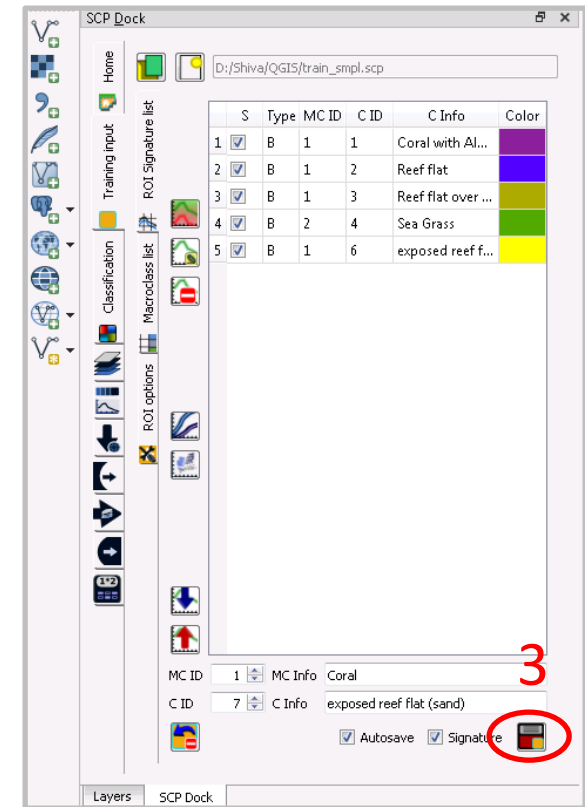 SCP Dock
Home
Training input
Classification
ROI Signature list
Macroclass list
ROI options
D:/Shiva/QGIS/train_smpl.scp
S Type MC ID C ID C Info Color
1 B 1 1 Coral with Al...
2 B 1 2 Reef flat
3 B 1 3 Reef flat over ...
4 B 2 4 Sea Grass
5 B 1 6 exposed reef f...
1*2
3
MC ID 1 MC Info Coral
C ID 7 C Info exposed reef flat (sand)
Autosave Signature
Layers SCP Dock